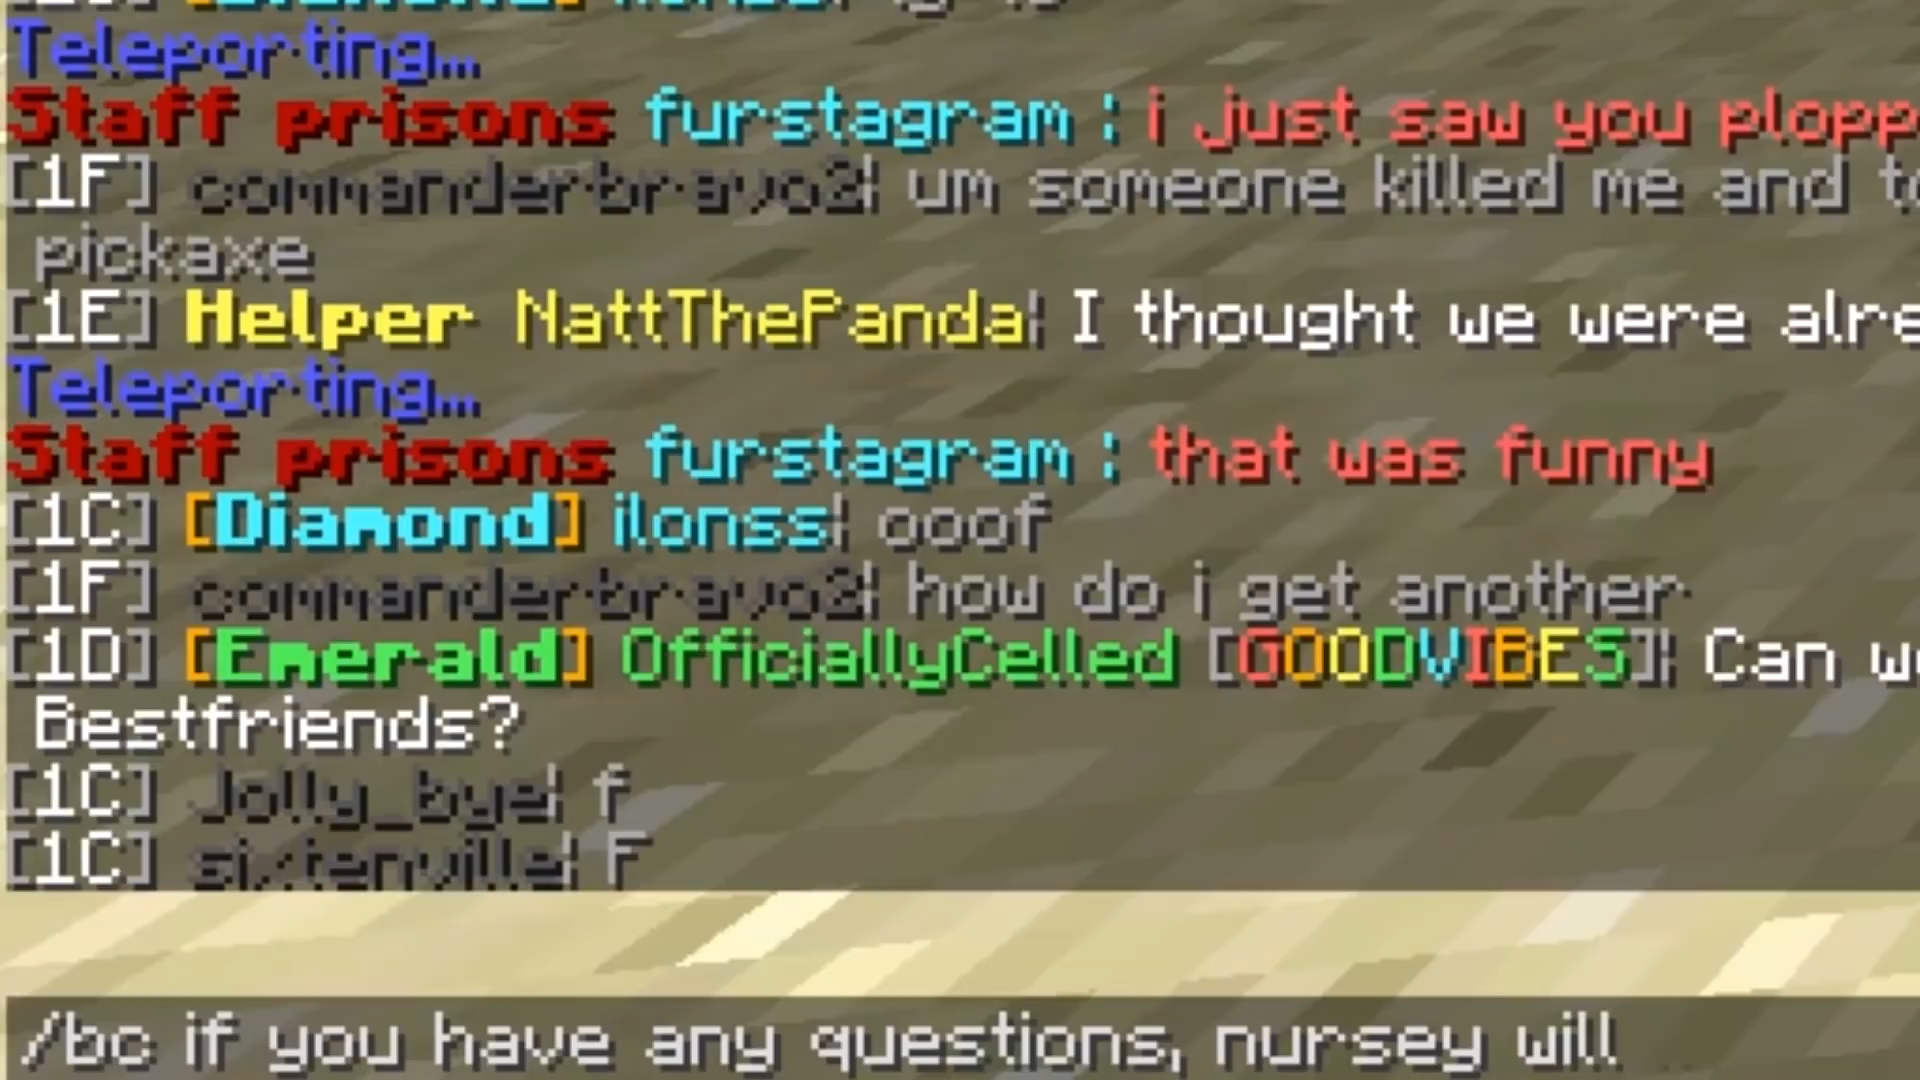 Teleporting...
Staff prisons furstagram : i just saw you plopp
[1F] commanderbravo2¦ um someone killed me and
pickaxe
[1E] Helper NattThePanda¦ I thought we were alre
Teleporting...
Staff prisons furstagram : that was funny
[1C] [Diamond] ilonss¦ ooof
[1F] commanderbravo2¦ how do i get another
[1D] [Emerald] OfficiallyCelled [GOODVIBES]¦ Can
Bestfriends?
[1C] Jolly_bye¦ f
[1C] sixtenville¦ F
/bc if you have any questions, nursey will